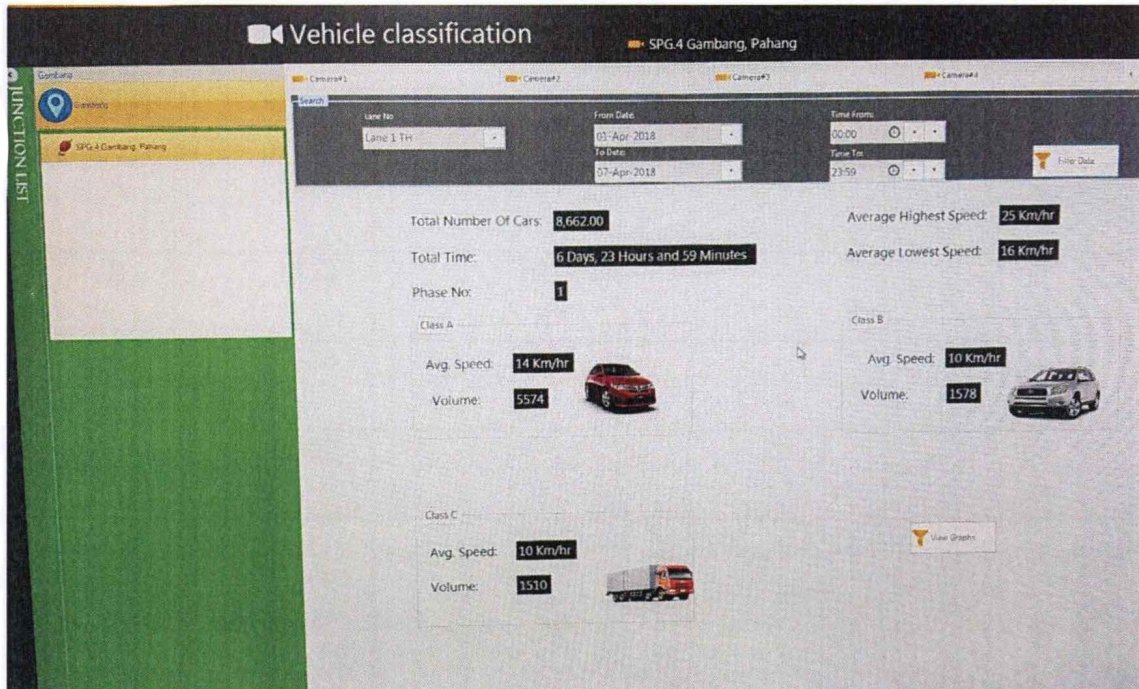 Vehicle classification
SPG.4 Gambang, Pahang
JUNCTION LIST
Gambang
Gambang
SPG.4 Gambang, Pahang
Camera#1
Camera#2
Camera#3
Camera#4
Search
Lane No
Lane 1 TH
From Date:
01-Apr-2018
To Date:
07-Apr-2018
Time From:
00:00
Time To:
23:59
Filter Data
Total Number Of Cars: 8,662.00
Total Time: 6 Days, 23 Hours and 59 Minutes
Phase No: 1
Average Highest Speed: 25 Km/hr
Average Lowest Speed: 16 Km/hr
Class A
Avg. Speed: 14 Km/hr
Volume: 5574
Class B
Avg. Speed: 10 Km/hr
Volume: 1578
Class C
Avg. Speed: 10 Km/hr
Volume: 1510
View Graphs